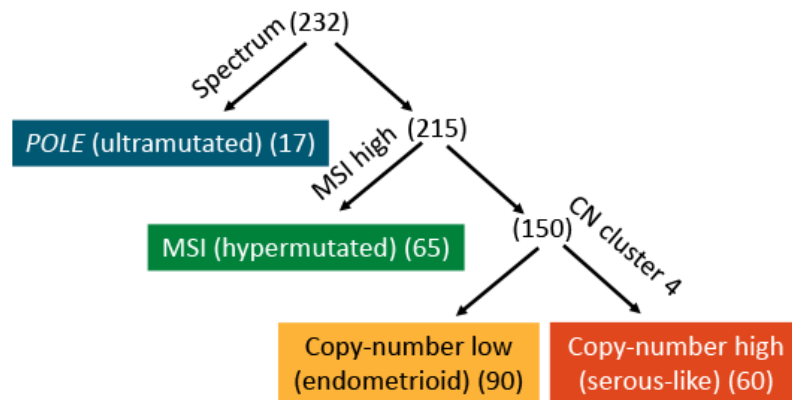 Spectrum (232)
POLE (ultramutated) (17)
MSI high (215)
MSI (hypermutated) (65)
(150) CN cluster 4
Copy-number low
(endometrioid) (90)
Copy-number high
(serous-like) (60)